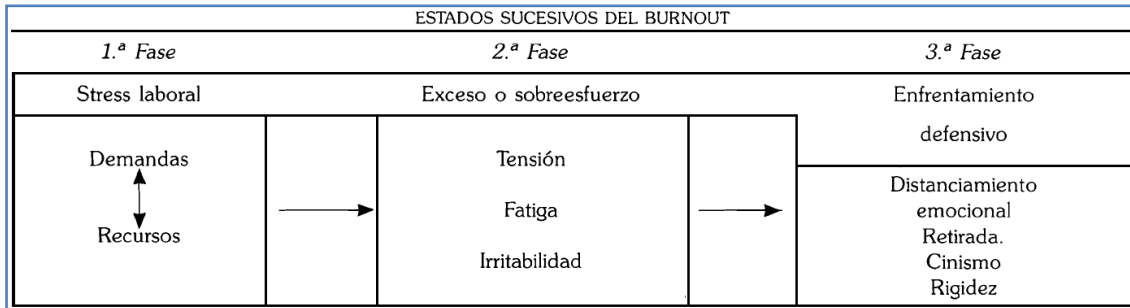 ESTADOS SUCESIVOS DEL BURNOUT
1.ª Fase
2.ª Fase
3.ª Fase
Stress laboral
Exceso o sobreesfuerzo
Enfrentamiento
defensivo
Demandas
Recursos
Tensión
Fatiga
Irritabilidad
Distanciamiento
emocional
Retirada.
Cinismo
Rigidez